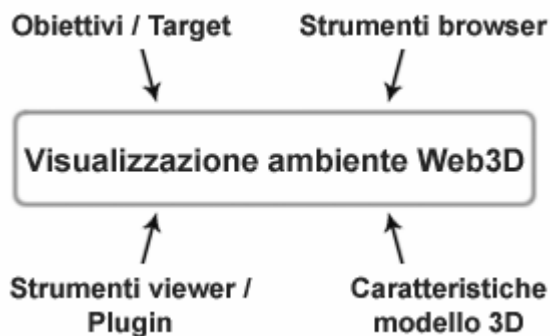 Obiettivi / Target
Strumenti browser
Visualizzazione ambiente Web3D
Strumenti viewer /
Plugin
Caratteristiche
modello 3D